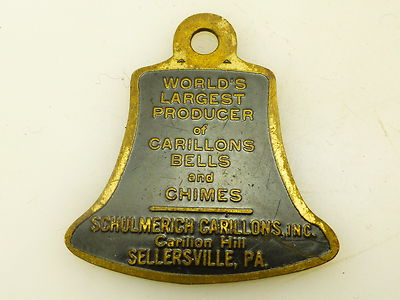 WORLD'S
LARGEST
PRODUCER
of
CARILLONS
BELLS
and
CHIMES
SCHULMERICH CARILLONS, INC.
Carillon Hill
SELLERSVILLE, PA.